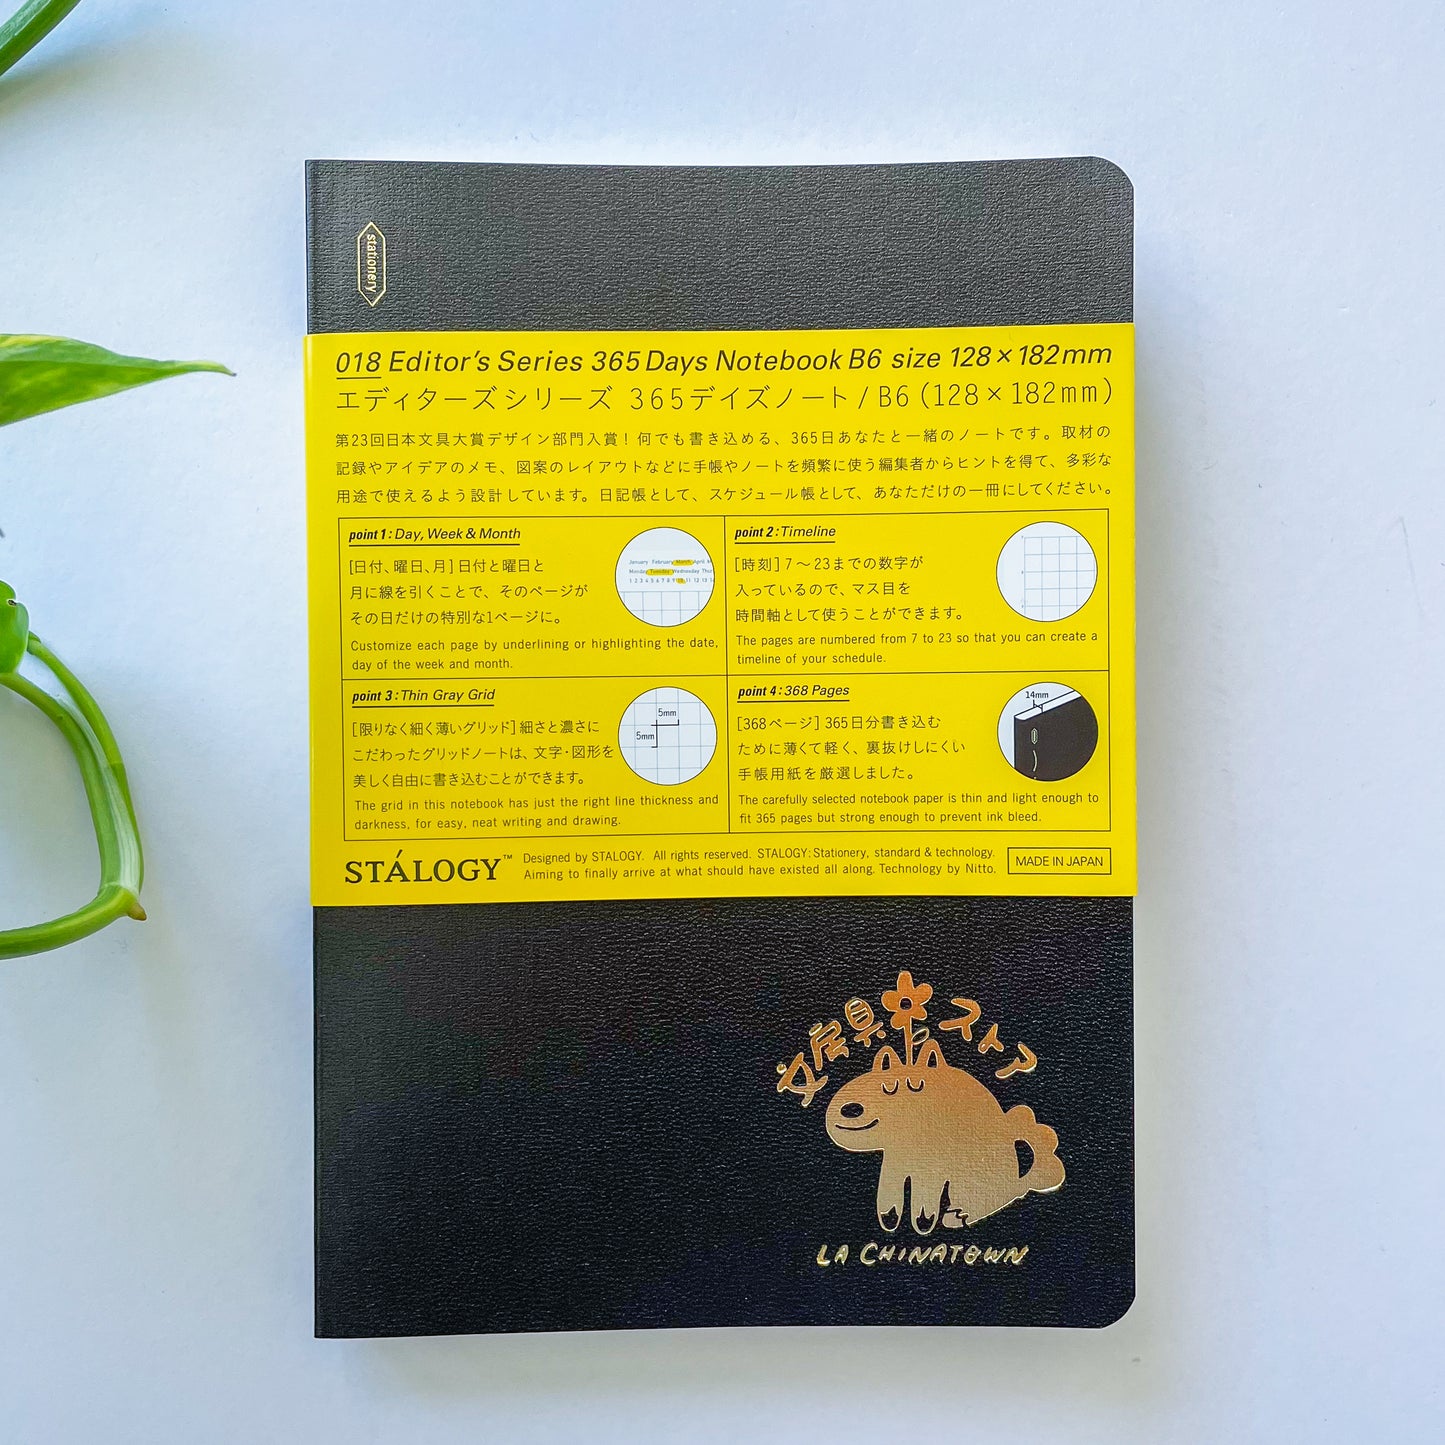 stationery
018 Editor's Series 365 Days Notebook B6 size 128×182mm
エディターズシリーズ 365デイズノート/B6(128×182mm)
第23回日本文具大賞デザイン部門入賞!何でも書き込める、365日あなたと一緒のノートです。取材の
記録やアイデアのメモ、図案のレイアウトなどに手帳やノートを頻繁に使う編集者からヒントを得て、多彩な
用途で使えるよう設計しています。日記帳として、スケジュール帳として、あなただけの一冊にしてください。
point 1: Day, Week & Month
[日付、曜日、月]日付と曜日と
月に線を引くことで、そのページが
その日だけの特別な1ページに。
Customize each page by underlining or highlighting the date,
day of the week and month.
January February March April
Monday Tuesday Wednesday Thur
1 2 3 4 5 6 7 8 9 10 11 12 13
point 2: Timeline
[時刻]7〜23までの数字が
入っているので、マス目を
時間軸として使うことができます。
The pages are numbered from 7 to 23 so that you can create a
timeline of your schedule.
point 3: Thin Gray Grid
[限りなく細く薄いグリッド]細さと濃さに
こだわったグリッドノートは、文字・図形を
美しく自由に書き込むことができます。
The grid in this notebook has just the right line thickness and
darkness, for easy, neat writing and drawing.
5mm
5mm
point 4: 368 Pages
[368ページ]365日分書き込む
ために薄くて軽く、裏抜けしにくい
手帳用紙を厳選しました。
The carefully selected notebook paper is thin and light enough to
fit 365 pages but strong enough to prevent ink bleed.
14mm
STÁLOGY™
Designed by STALOGY. All rights reserved. STALOGY: Stationery, standard & technology.
Aiming to finally arrive at what should have existed all along. Technology by Nitto.
MADE IN JAPAN
文房具ストア
LA CHINATOWN